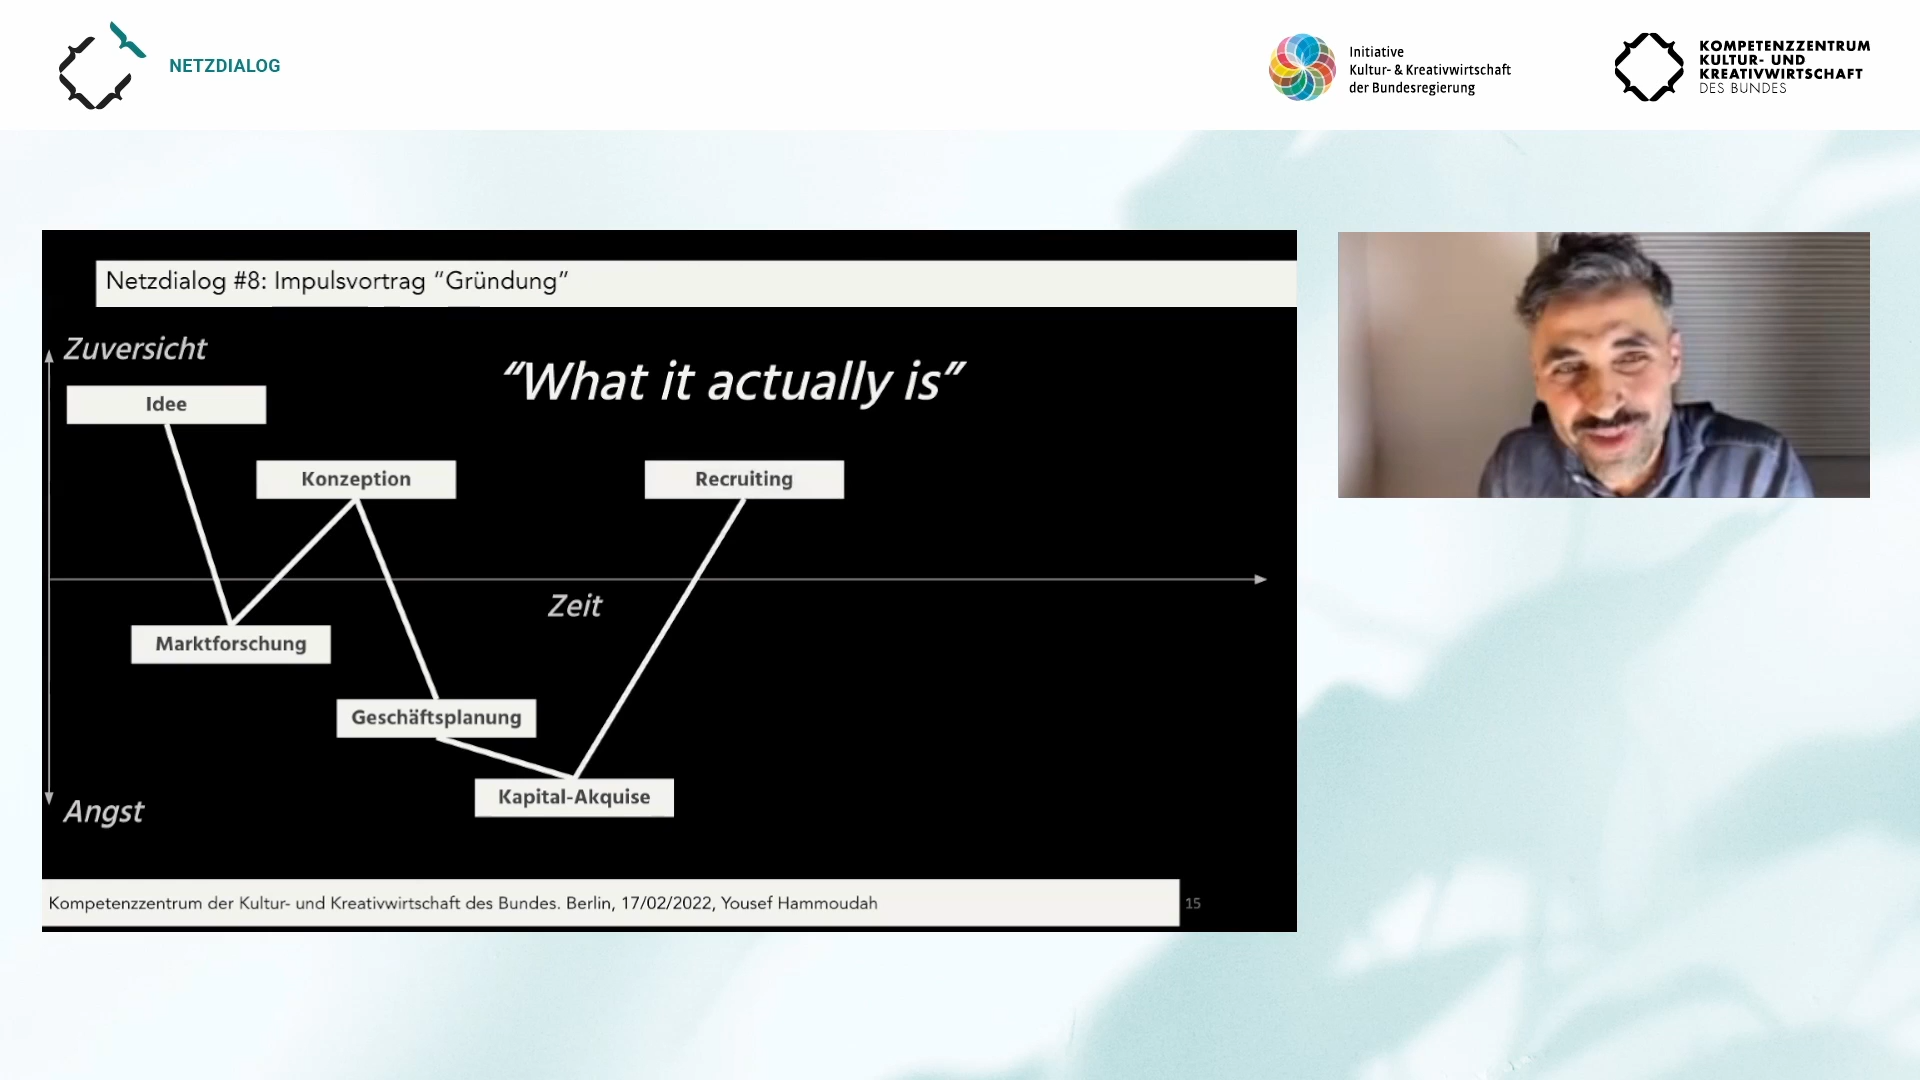 NETZDIALOG
Initiative
Kultur- & Kreativwirtschaft
der Bundesregierung
KOMPETENZZENTRUM
KULTUR- UND
KREATIVWIRTSCHAFT
DES BUNDES
Netzdialog #8: Impulsvortrag “Gründung”
Zuversicht
“What it actually is”
Idee
Konzeption
Recruiting
Zeit
Marktforschung
Geschäftsplanung
Kapital-Akquise
Angst
Kompetenzzentrum der Kultur- und Kreativwirtschaft des Bundes. Berlin, 17/02/2022, Yousef Hammoudah
15